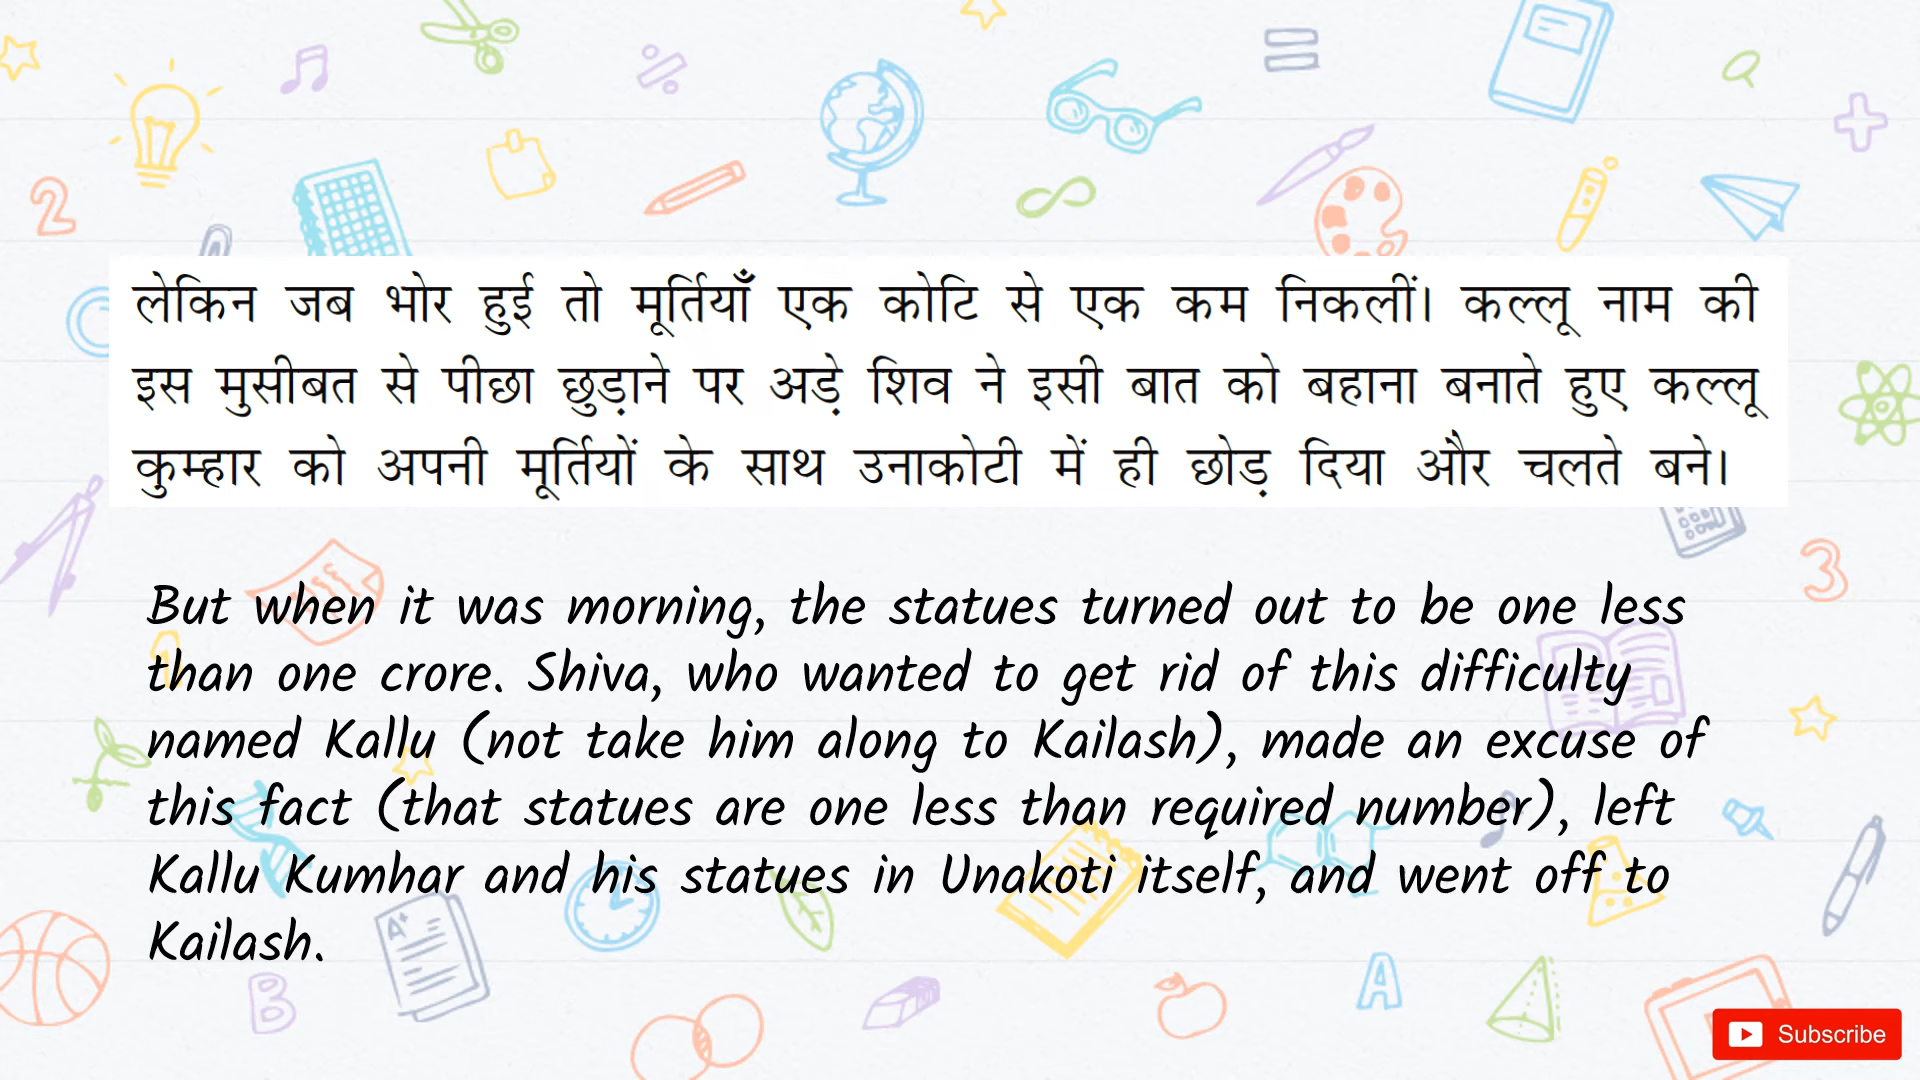 लेकिन जब भोर हुई तो मूर्तियाँ एक कोटि से एक कम निकलीं। कल्लू नाम की
इस मुसीबत से पीछा छुड़ाने पर अड़े शिव ने इसी बात को बहाना बनाते हुए कल्लू
कुम्हार को अपनी मूर्तियों के साथ उनाकोटी में ही छोड़ दिया और चलते बने।
But when it was morning, the statues turned out to be one less
than one crore. Shiva, who wanted to get rid of this difficulty
named Kallu (not take him along to Kailash), made an excuse of
this fact (that statues are one less than required number), left
Kallu Kumhar and his statues in Unakoti itself, and went off to
Kailash.
Subscribe